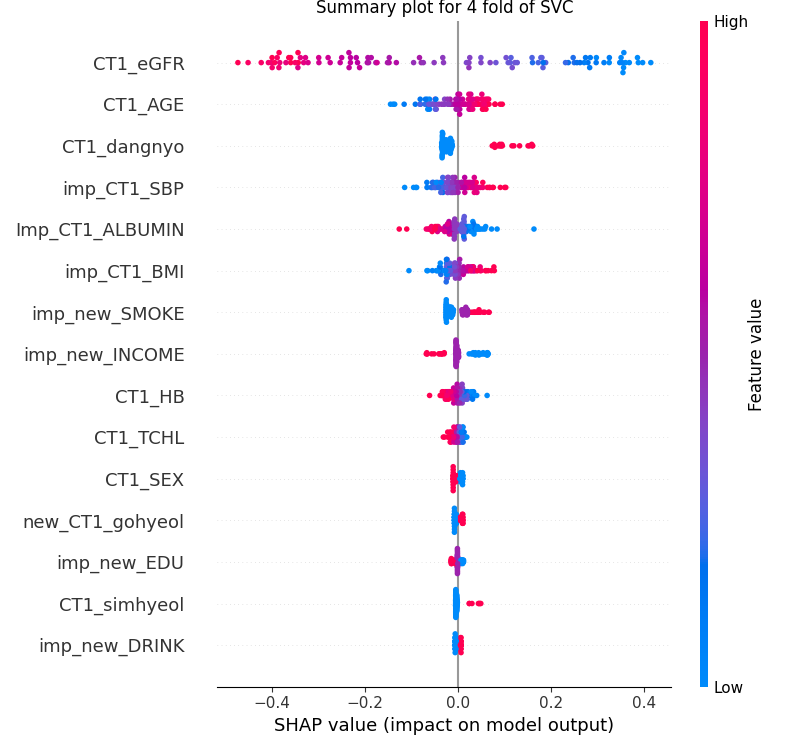 Summary plot for 4 fold of SVC
High
CT1_eGFR
CT1_AGE
CT1_dangnyo
imp_CT1_SBP
Imp_CT1_ALBUMIN
imp_CT1_BMI
imp_new_SMOKE
imp_new_INCOME
CT1_HB
CT1_TCHL
CT1_SEX
new_CT1_gohyeol
imp_new_EDU
CT1_simhyeol
imp_new_DRINK
Feature value
Low
−0.4 −0.2 0.0 0.2 0.4
SHAP value (impact on model output)